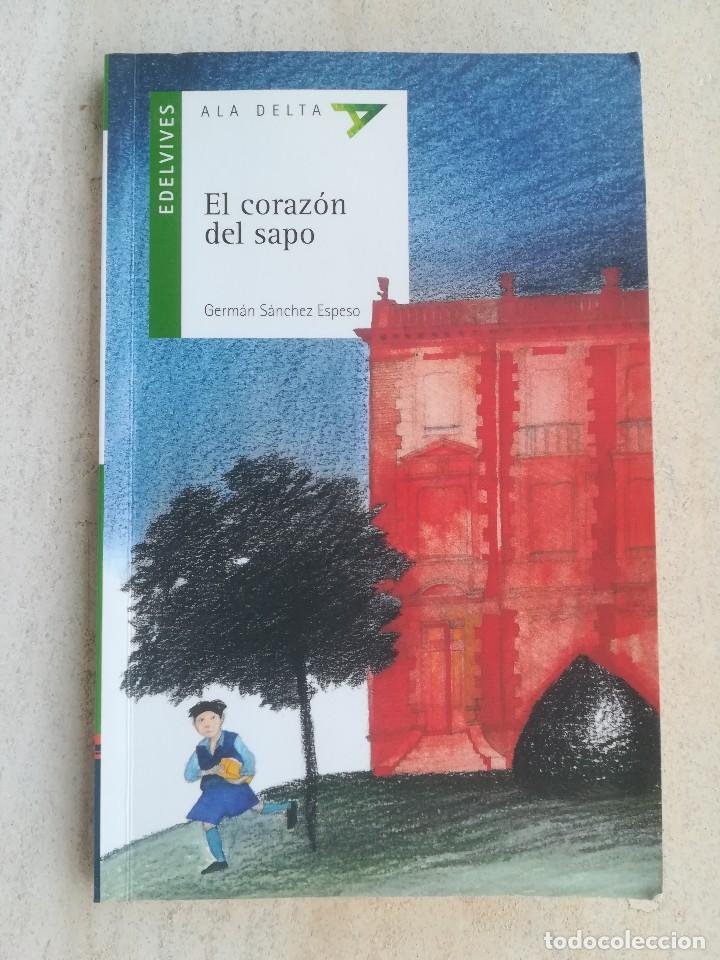 EDELVIVES
ALA DELTA
El corazón
del sapo
Germán Sánchez Espeso
todocoleccion